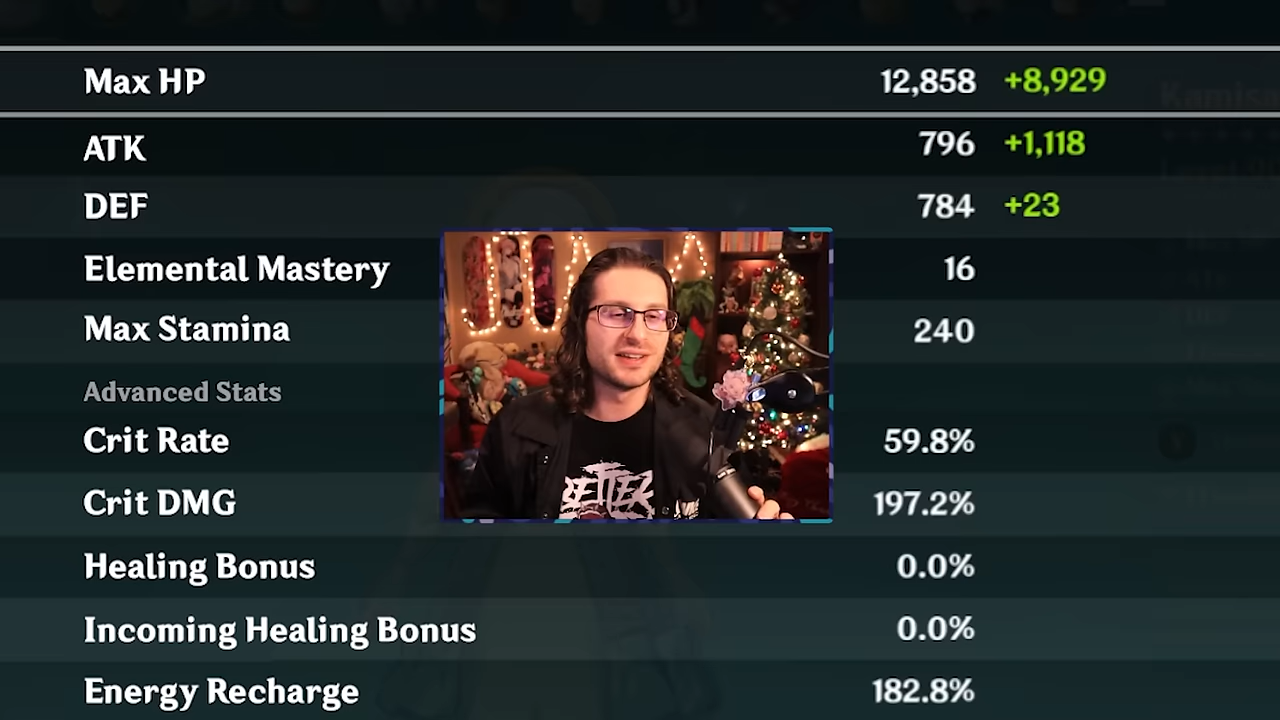 Max HP 12,858 +8,929
ATK 796 +1,118
DEF 784 +23
Elemental Mastery 16
Max Stamina 240
Advanced Stats
Crit Rate 59.8%
Crit DMG 197.2%
Healing Bonus 0.0%
Incoming Healing Bonus 0.0%
Energy Recharge 182.8%
BETTER